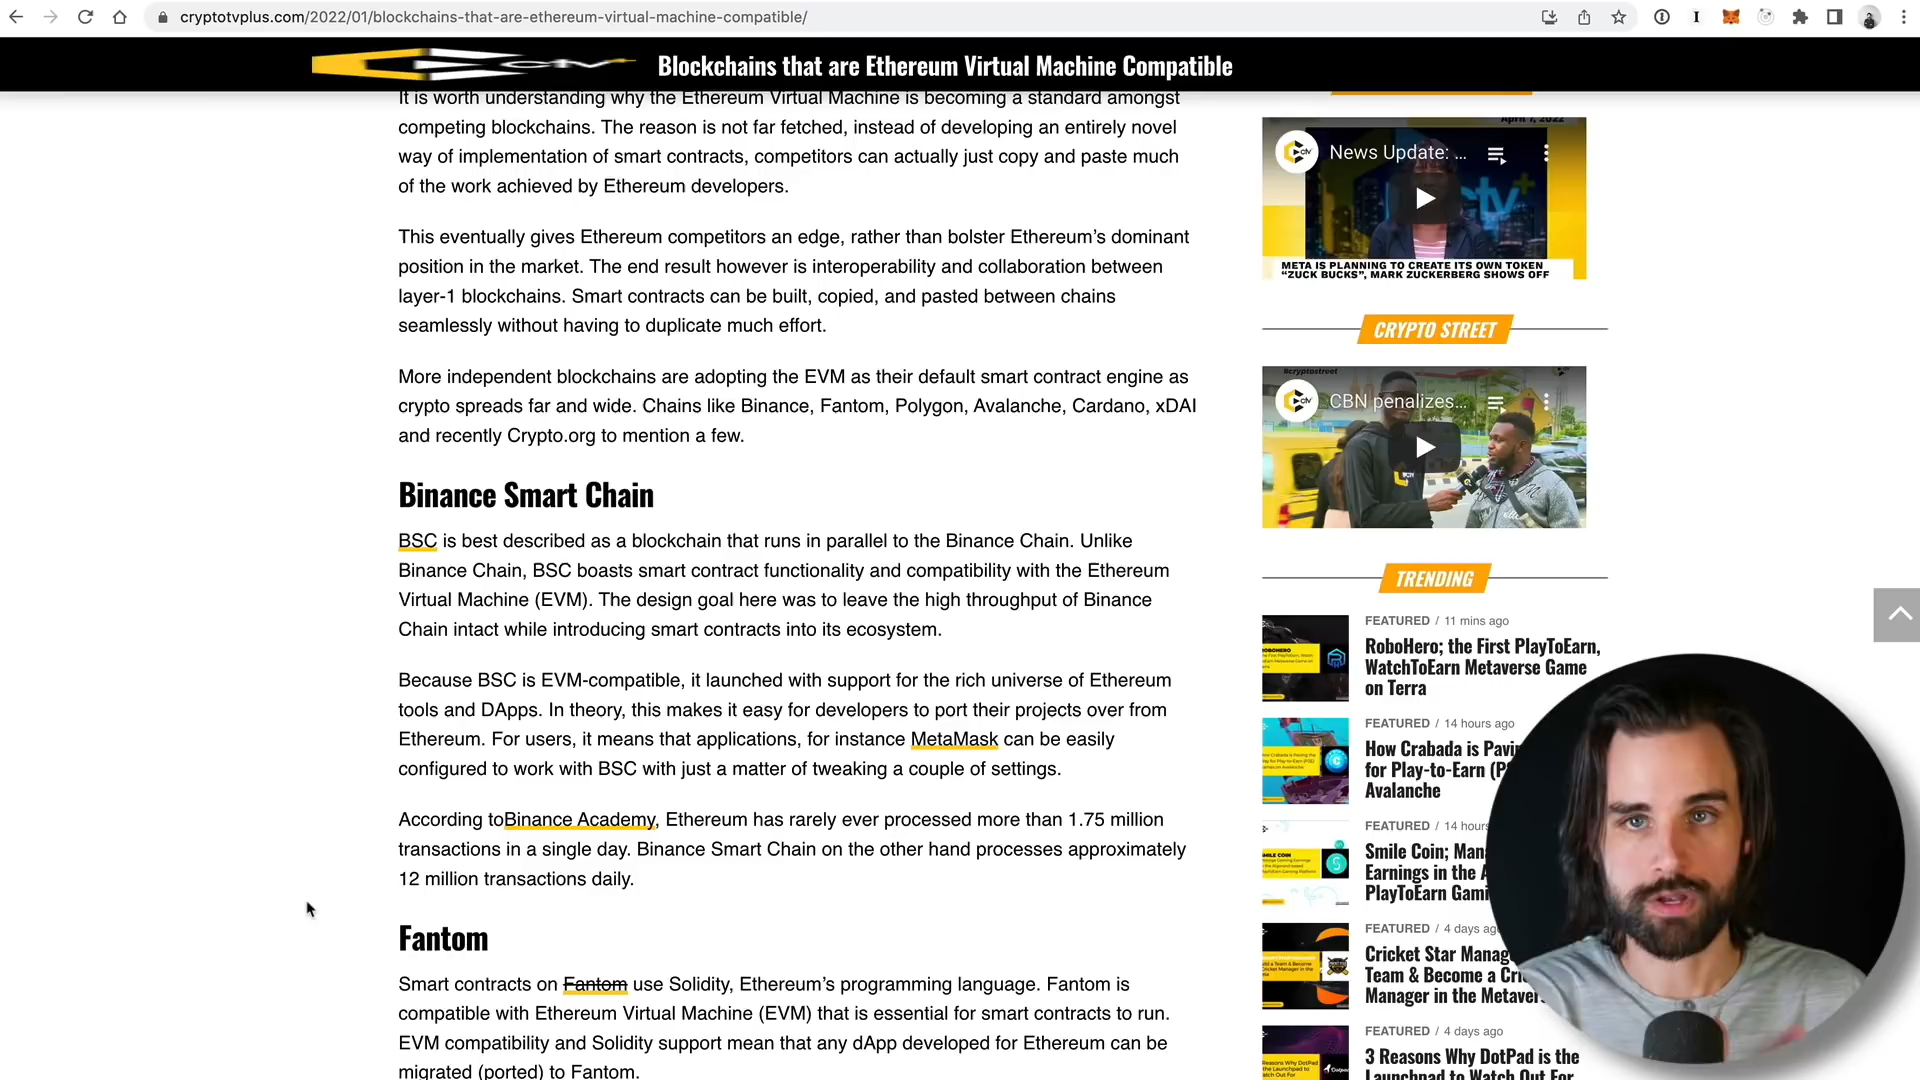 cryptotvplus.com/2022/01/blockchains-that-are-ethereum-virtual-machine-compatible/
ctv
Blockchains that are Ethereum Virtual Machine Compatible
It is worth understanding why the Ethereum Virtual Machine is becoming a standard amongst
competing blockchains. The reason is not far fetched, instead of developing an entirely novel
way of implementation of smart contracts, competitors can actually just copy and paste much
of the work achieved by Ethereum developers.
This eventually gives Ethereum competitors an edge, rather than bolster Ethereum’s dominant
position in the market. The end result however is interoperability and collaboration between
layer-1 blockchains. Smart contracts can be built, copied, and pasted between chains
seamlessly without having to duplicate much effort.
More independent blockchains are adopting the EVM as their default smart contract engine as
crypto spreads far and wide. Chains like Binance, Fantom, Polygon, Avalanche, Cardano, xDAI
and recently Crypto.org to mention a few.
Binance Smart Chain
BSC is best described as a blockchain that runs in parallel to the Binance Chain. Unlike
Binance Chain, BSC boasts smart contract functionality and compatibility with the Ethereum
Virtual Machine (EVM). The design goal here was to leave the high throughput of Binance
Chain intact while introducing smart contracts into its ecosystem.
Because BSC is EVM-compatible, it launched with support for the rich universe of Ethereum
tools and DApps. In theory, this makes it easy for developers to port their projects over from
Ethereum. For users, it means that applications, for instance MetaMask can be easily
configured to work with BSC with just a matter of tweaking a couple of settings.
According toBinance Academy, Ethereum has rarely ever processed more than 1.75 million
transactions in a single day. Binance Smart Chain on the other hand processes approximately
12 million transactions daily.
Fantom
Smart contracts on Fantom use Solidity, Ethereum’s programming language. Fantom is
compatible with Ethereum Virtual Machine (EVM) that is essential for smart contracts to run.
EVM compatibility and Solidity support mean that any dApp developed for Ethereum can be
migrated (ported) to Fantom.
April 7, 2022
News Update: ...
META IS PLANNING TO CREATE ITS OWN TOKEN
“ZUCK BUCKS”, MARK ZUCKERBERG SHOWS OFF
CRYPTO STREET
#cryptostreet
CBN penalizes...
TRENDING
FEATURED / 11 mins ago
RoboHero; the First PlayToEarn,
WatchToEarn Metaverse Game
on Terra
FEATURED / 14 hours ago
How Crabada is Pavi
for Play-to-Earn (P
Avalanche
FEATURED / 14 hours
Smile Coin; Man
Earnings in the A
PlayToEarn Gami
FEATURED / 4 days ago
Cricket Star Manag
Team & Become a Cri
Manager in the Metaver
FEATURED / 4 days ago
3 Reasons Why DotPad is the
Launchpad to Watch Out For